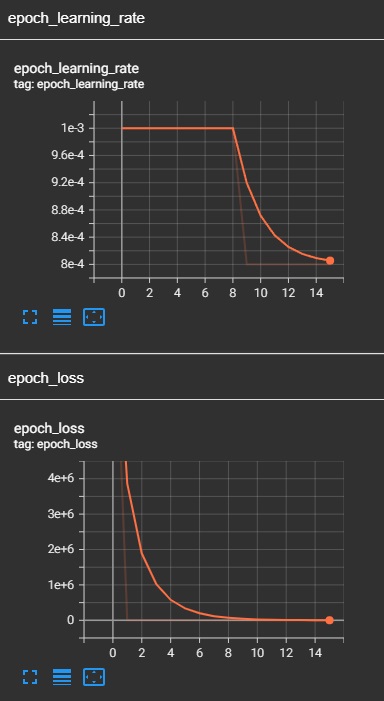 epoch_learning_rate
epoch_learning_rate
tag: epoch_learning_rate
1e-3
9.6e-4
9.2e-4
8.8e-4
8.4e-4
8e-4
0 2 4 6 8 10 12 14
epoch_loss
epoch_loss
tag: epoch_loss
4e+6
3e+6
2e+6
1e+6
0
0 2 4 6 8 10 12 14